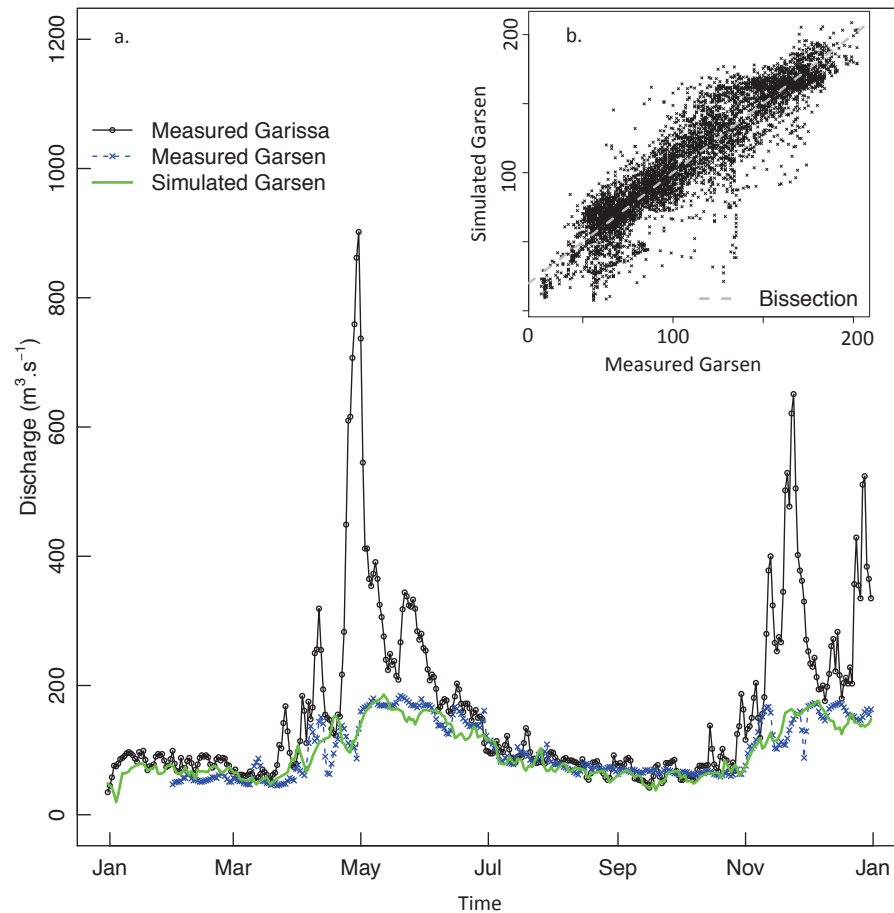 a.
b.
Measured Garissa
Measured Garsen
Simulated Garsen
1200
1000
800
600
400
200
0
Discharge (m³.s⁻¹)
Jan
Mar
May
Jul
Sep
Nov
Jan
Time
200
100
0
Simulated Garsen
Bissection
0
100
200
Measured Garsen